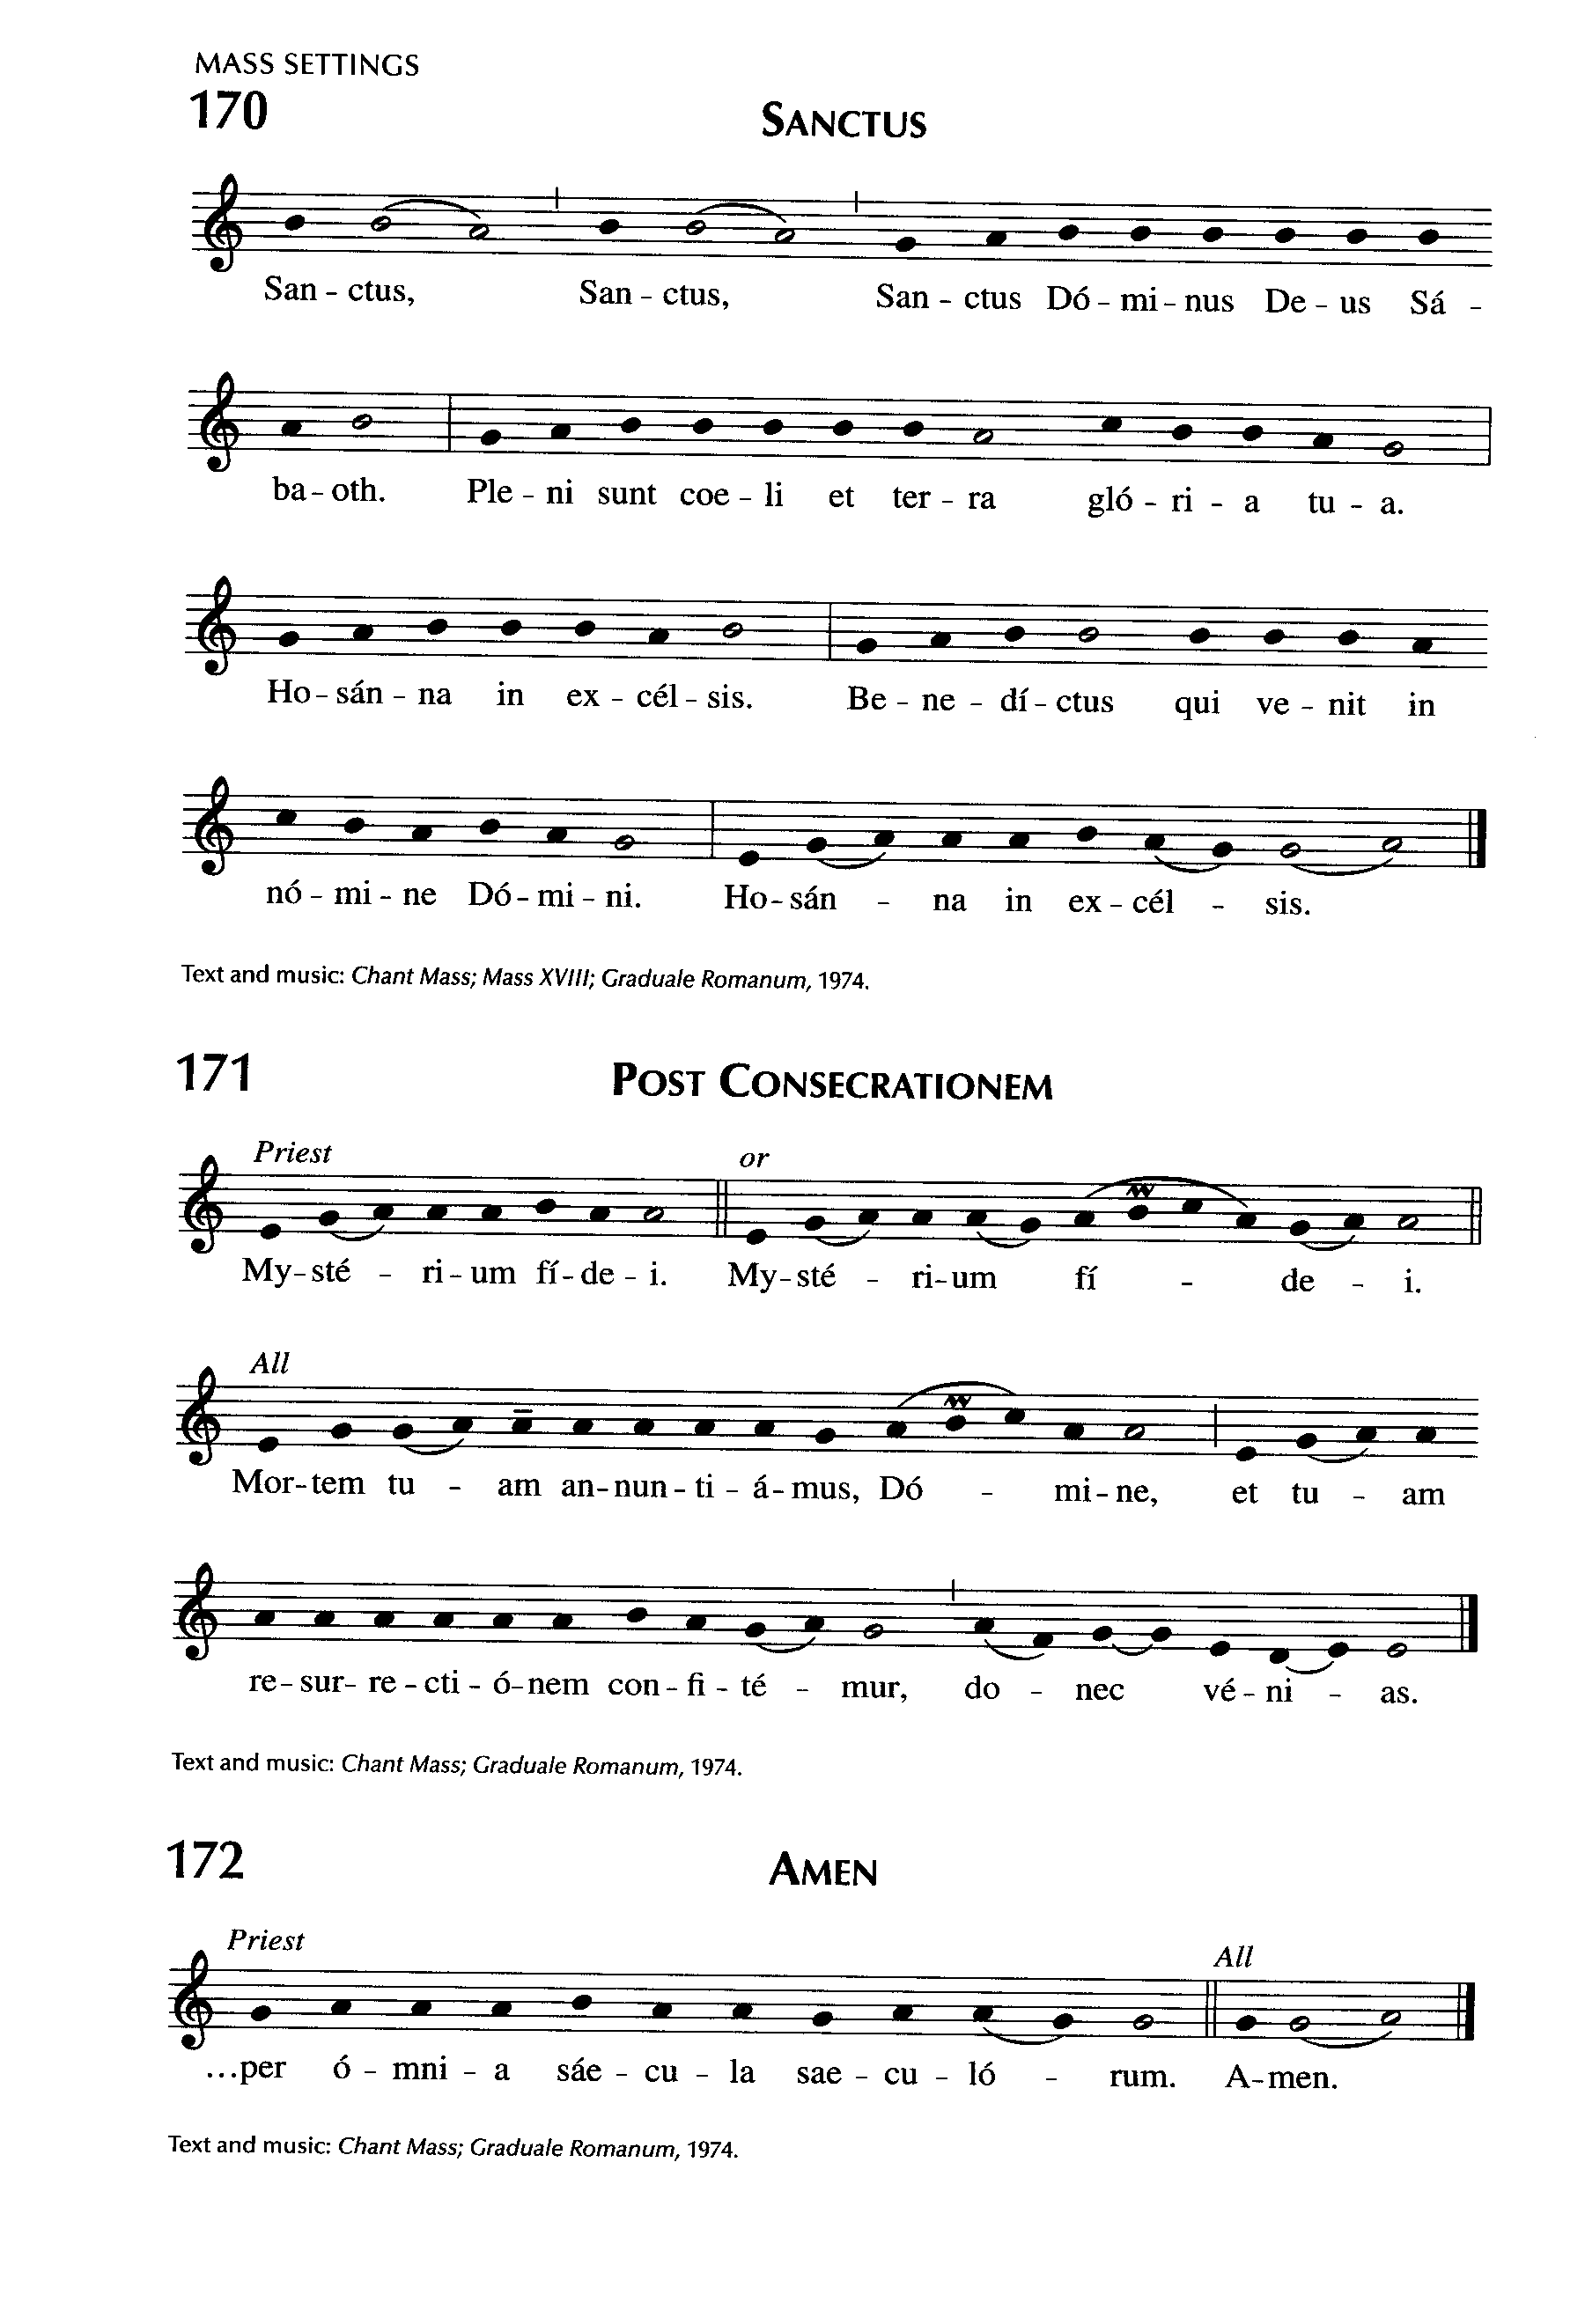 MASS SETTINGS
170
SANCTUS
San - ctus, San - ctus, San - ctus Dó - mi - nus De - us Sá -
ba - oth. Ple - ni sunt coe - li et ter - ra gló - ri - a tu - a.
Ho - sán - na in ex - cél - sis. Be - ne - dí - ctus qui ve - nit in
nó - mi - ne Dó - mi - ni. Ho - sán - na in ex - cél - sis.
Text and music: Chant Mass; Mass XVIII; Graduale Romanum, 1974.
171
POST CONSECRATIONEM
Priest or
My - sté - ri - um fí - de - i. My - sté - ri - um fí - de - i.
All
Mor - tem tu - am an - nun - ti - á - mus, Dó - mi - ne, et tu - am
re - sur - re - cti - ó - nem con - fi - té - mur, do - nec vé - ni - as.
Text and music: Chant Mass; Graduale Romanum, 1974.
172
AMEN
Priest All
...per ó - mni - a sáe - cu - la sae - cu - ló - rum. A - men.
Text and music: Chant Mass; Graduale Romanum, 1974.